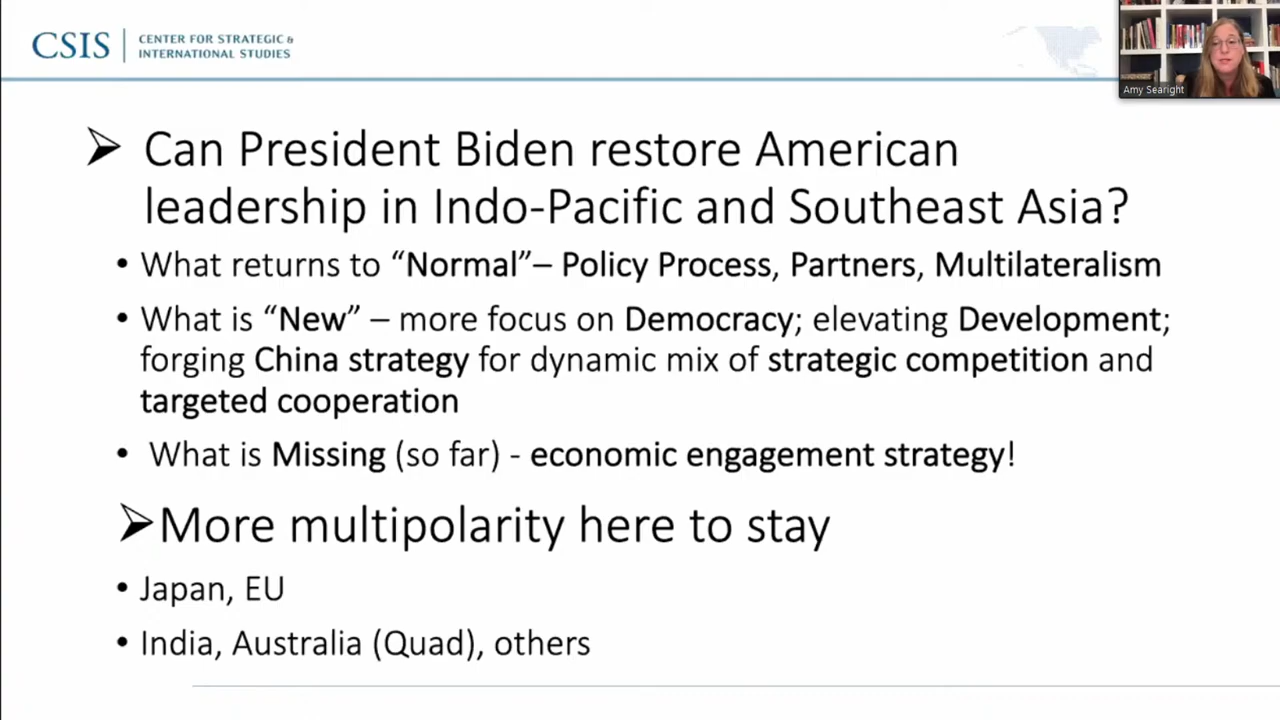 CSIS
CENTER FOR STRATEGIC &
INTERNATIONAL STUDIES
Amy Searight
➢ Can President Biden restore American
leadership in Indo-Pacific and Southeast Asia?
• What returns to “Normal”– Policy Process, Partners, Multilateralism
• What is “New” – more focus on Democracy; elevating Development;
forging China strategy for dynamic mix of strategic competition and
targeted cooperation
• What is Missing (so far) - economic engagement strategy!
➢More multipolarity here to stay
• Japan, EU
• India, Australia (Quad), others